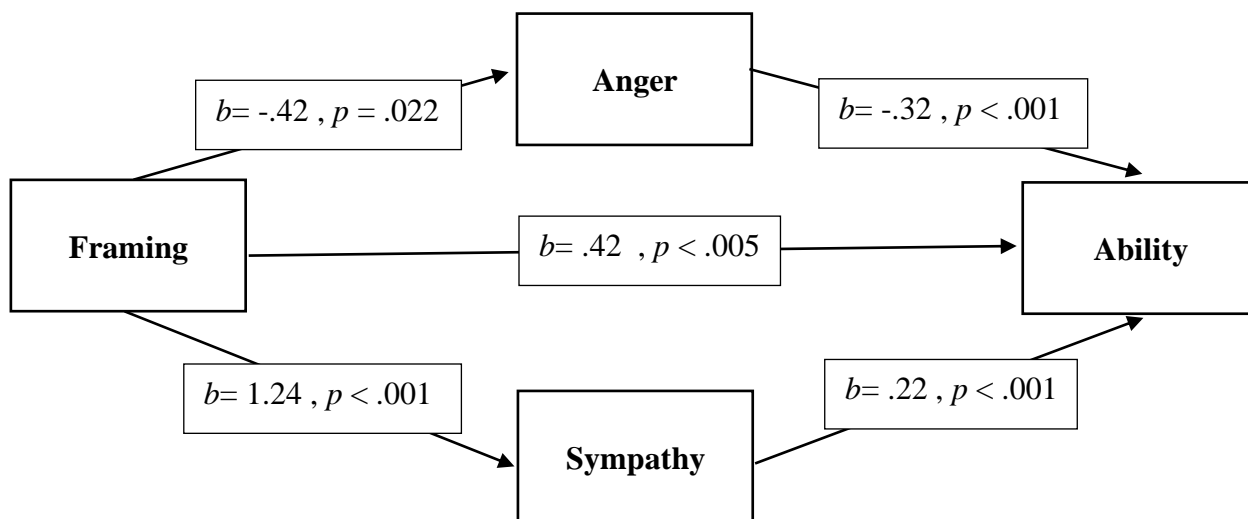 Anger
b= -.42 , p = .022
b= -.32 , p < .001
Framing
b= .42 , p < .005
Ability
b= 1.24 , p < .001
b= .22 , p < .001
Sympathy